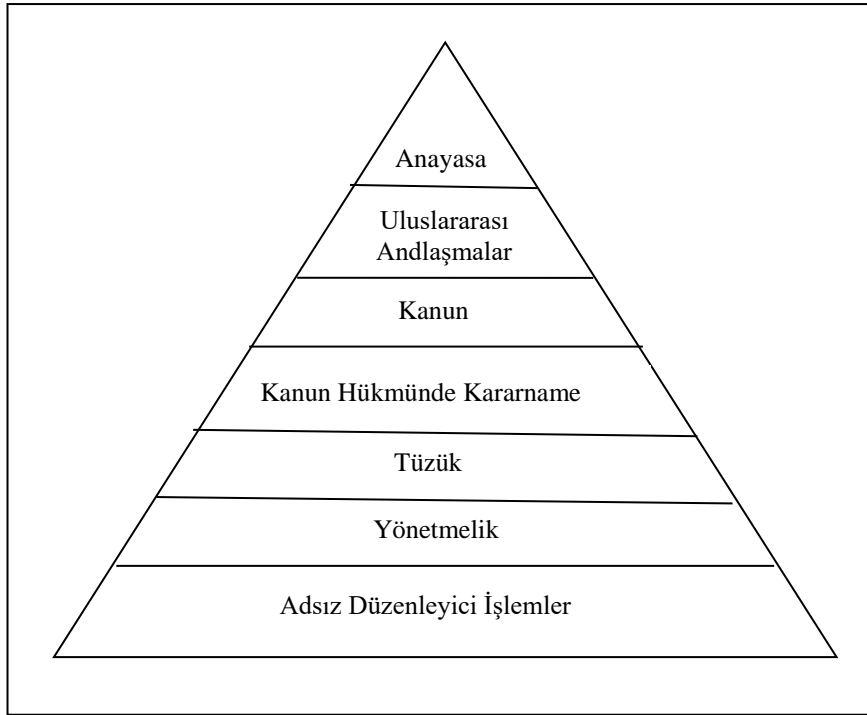 Anayasa
Uluslararası
Andlaşmalar
Kanun
Kanun Hükmünde Kararname
Tüzük
Yönetmelik
Adsız Düzenleyici İşlemler